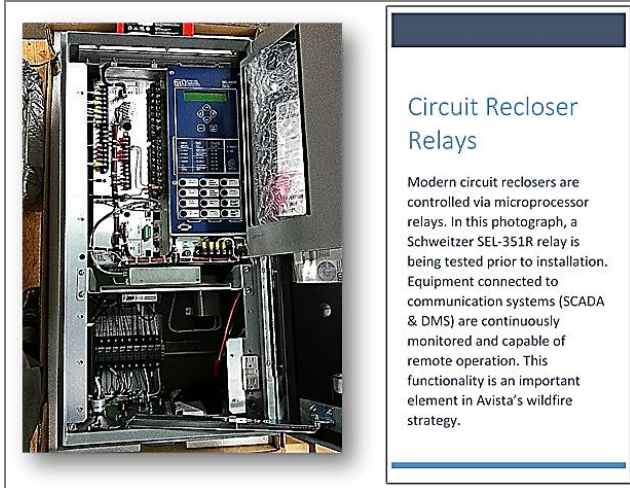 Circuit Recloser
Relays
Modern circuit reclosers are
controlled via microprocessor
relays. In this photograph, a
Schweitzer SEL-351R relay is
being tested prior to installation.
Equipment connected to
communication systems (SCADA
& DMS) are continuously
monitored and capable of
remote operation. This
functionality is an important
element in Avista’s wildfire
strategy.